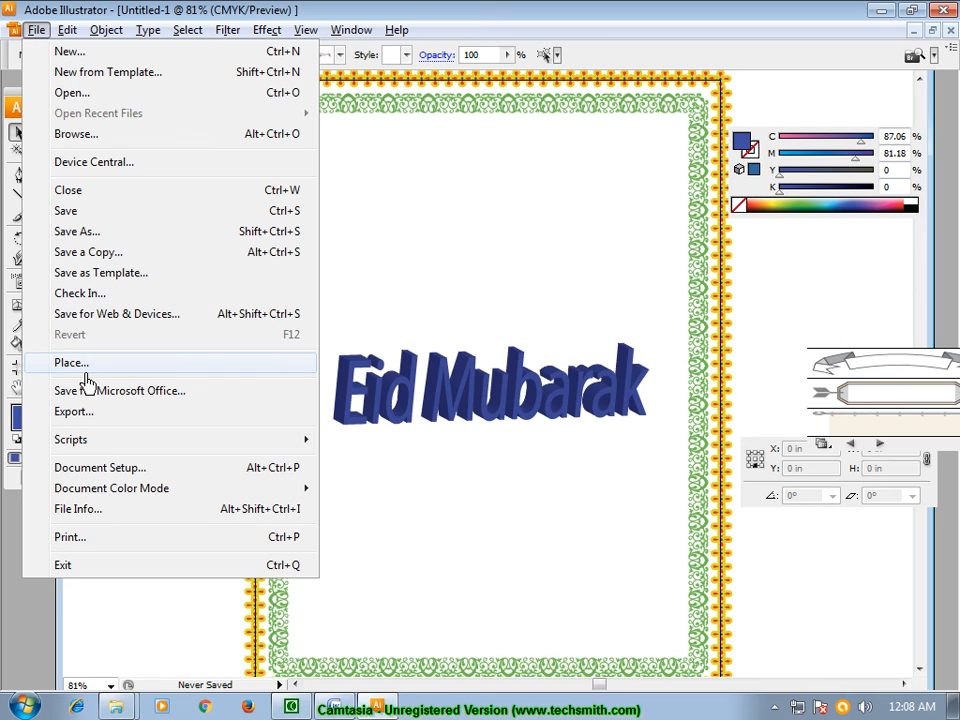 Adobe Illustrator - [Untitled-1 @ 81% (CMYK/Preview) ]
File Edit Object Type Select Filter Effect View Window Help
Style: Opacity: 100 %
New... Ctrl+N
New from Template... Shift+Ctrl+N
Open... Ctrl+O
Open Recent Files
Browse... Alt+Ctrl+O
Device Central...
Close Ctrl+W
Save Ctrl+S
Save As... Shift+Ctrl+S
Save a Copy... Alt+Ctrl+S
Save as Template...
Check In...
Save for Web & Devices... Alt+Shift+Ctrl+S
Revert F12
Place...
Save Microsoft Office...
Export...
Scripts
Document Setup... Alt+Ctrl+P
Document Color Mode
File Info... Alt+Shift+Ctrl+I
Print... Ctrl+P
Exit Ctrl+Q
C 87.06 %
M 81.18 %
Y 0 %
K 0 %
Eid Mubarak
X: 0 in W: 0 in
Y: 0 in H: 0 in
0° 0°
81% Never Saved
Camtasia - Unregistered Version (www.techsmith.com)
12:08 AM